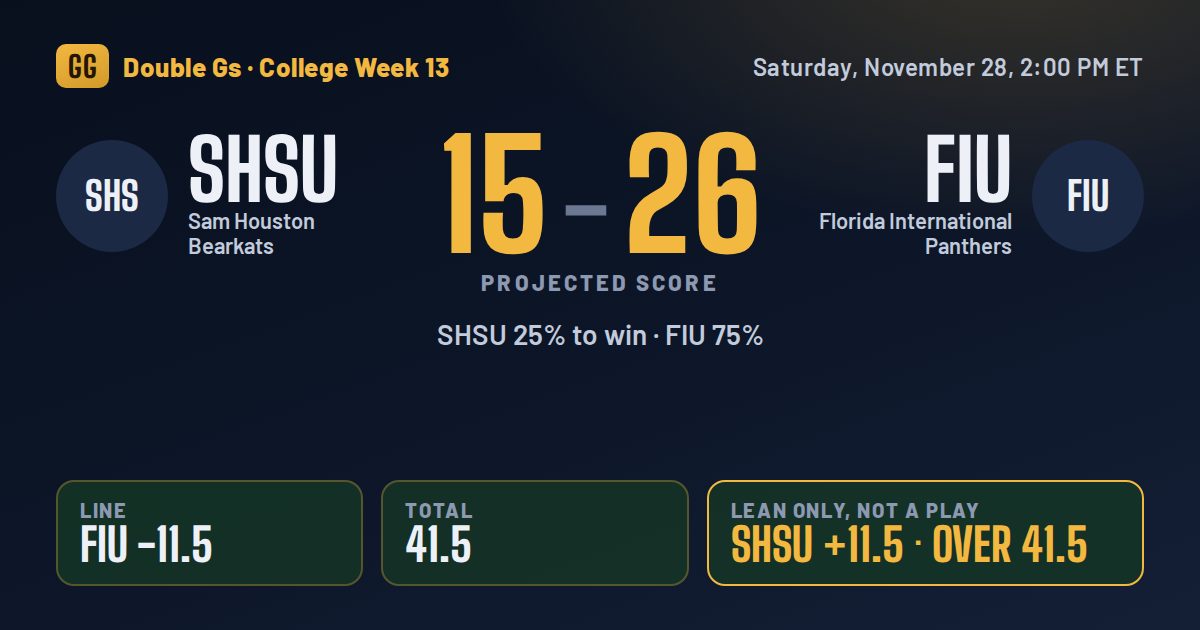 GG
Double Gs · College Week 13
Saturday, November 28, 2:00 PM ET
SHS
SHSU
Sam Houston
Bearkats
15 – 26
PROJECTED SCORE
SHSU 25% to win · FIU 75%
FIU
Florida International
Panthers
FIU
LINE
FIU −11.5
TOTAL
41.5
LEAN ONLY, NOT A PLAY
SHSU +11.5 · OVER 41.5